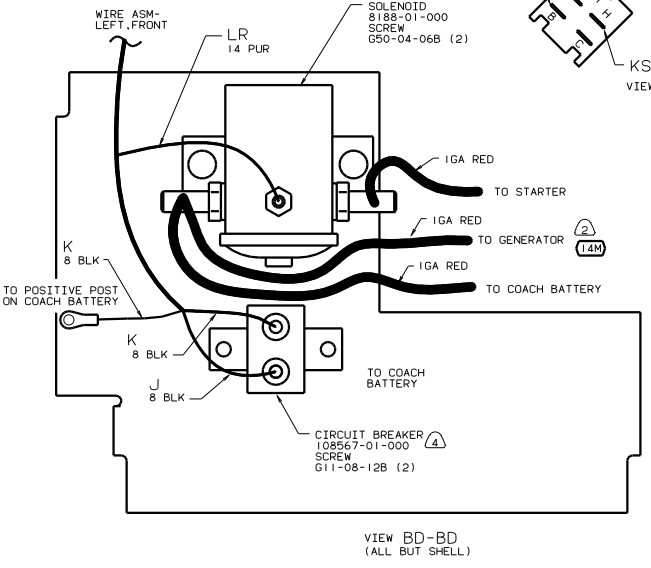 WIRE ASM-
LEFT,FRONT
LR
14 PUR
SOLENOID
8188-01-000
SCREW
G50-04-06B (2)
B
H
C
KS
VIEW
1GA RED
TO STARTER
1GA RED
TO GENERATOR
2
14M
1GA RED
TO COACH BATTERY
K
8 BLK
TO POSITIVE POST
ON COACH BATTERY
K
8 BLK
J
8 BLK
TO COACH
BATTERY
CIRCUIT BREAKER 4
108567-01-000
SCREW
G11-08-12B (2)
VIEW BD-BD
(ALL BUT SHELL)